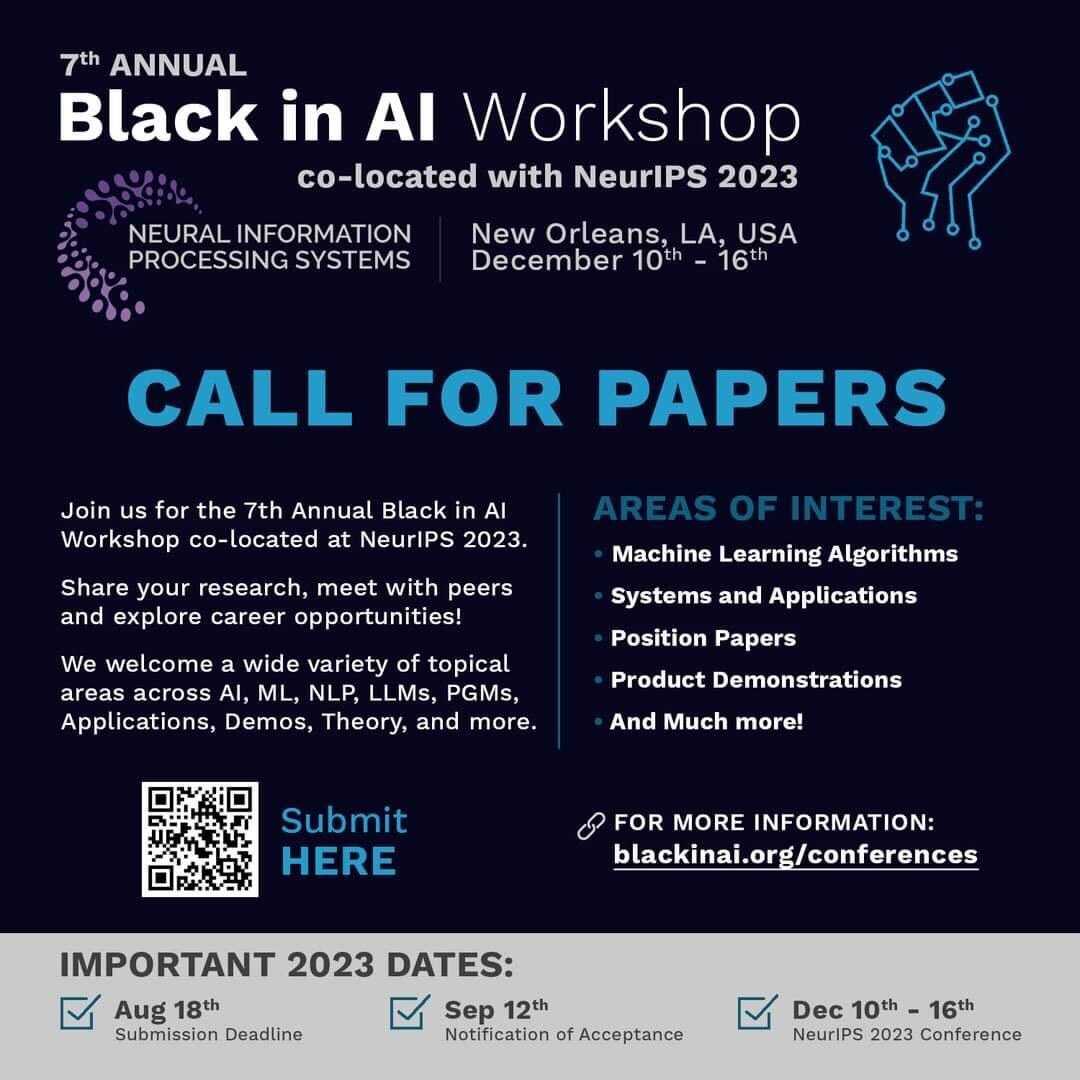 7th ANNUAL
Black in AI Workshop
co-located with NeurIPS 2023
NEURAL INFORMATION
PROCESSING SYSTEMS
New Orleans, LA, USA
December 10th - 16th
CALL FOR PAPERS
Join us for the 7th Annual Black in AI
Workshop co-located at NeurIPS 2023.
Share your research, meet with peers
and explore career opportunities!
We welcome a wide variety of topical
areas across AI, ML, NLP, LLMs, PGMs,
Applications, Demos, Theory, and more.
AREAS OF INTEREST:
• Machine Learning Algorithms
• Systems and Applications
• Position Papers
• Product Demonstrations
• And Much more!
Submit
HERE
FOR MORE INFORMATION:
blackinai.org/conferences
IMPORTANT 2023 DATES:
Aug 18th
Submission Deadline
Sep 12th
Notification of Acceptance
Dec 10th - 16th
NeurIPS 2023 Conference